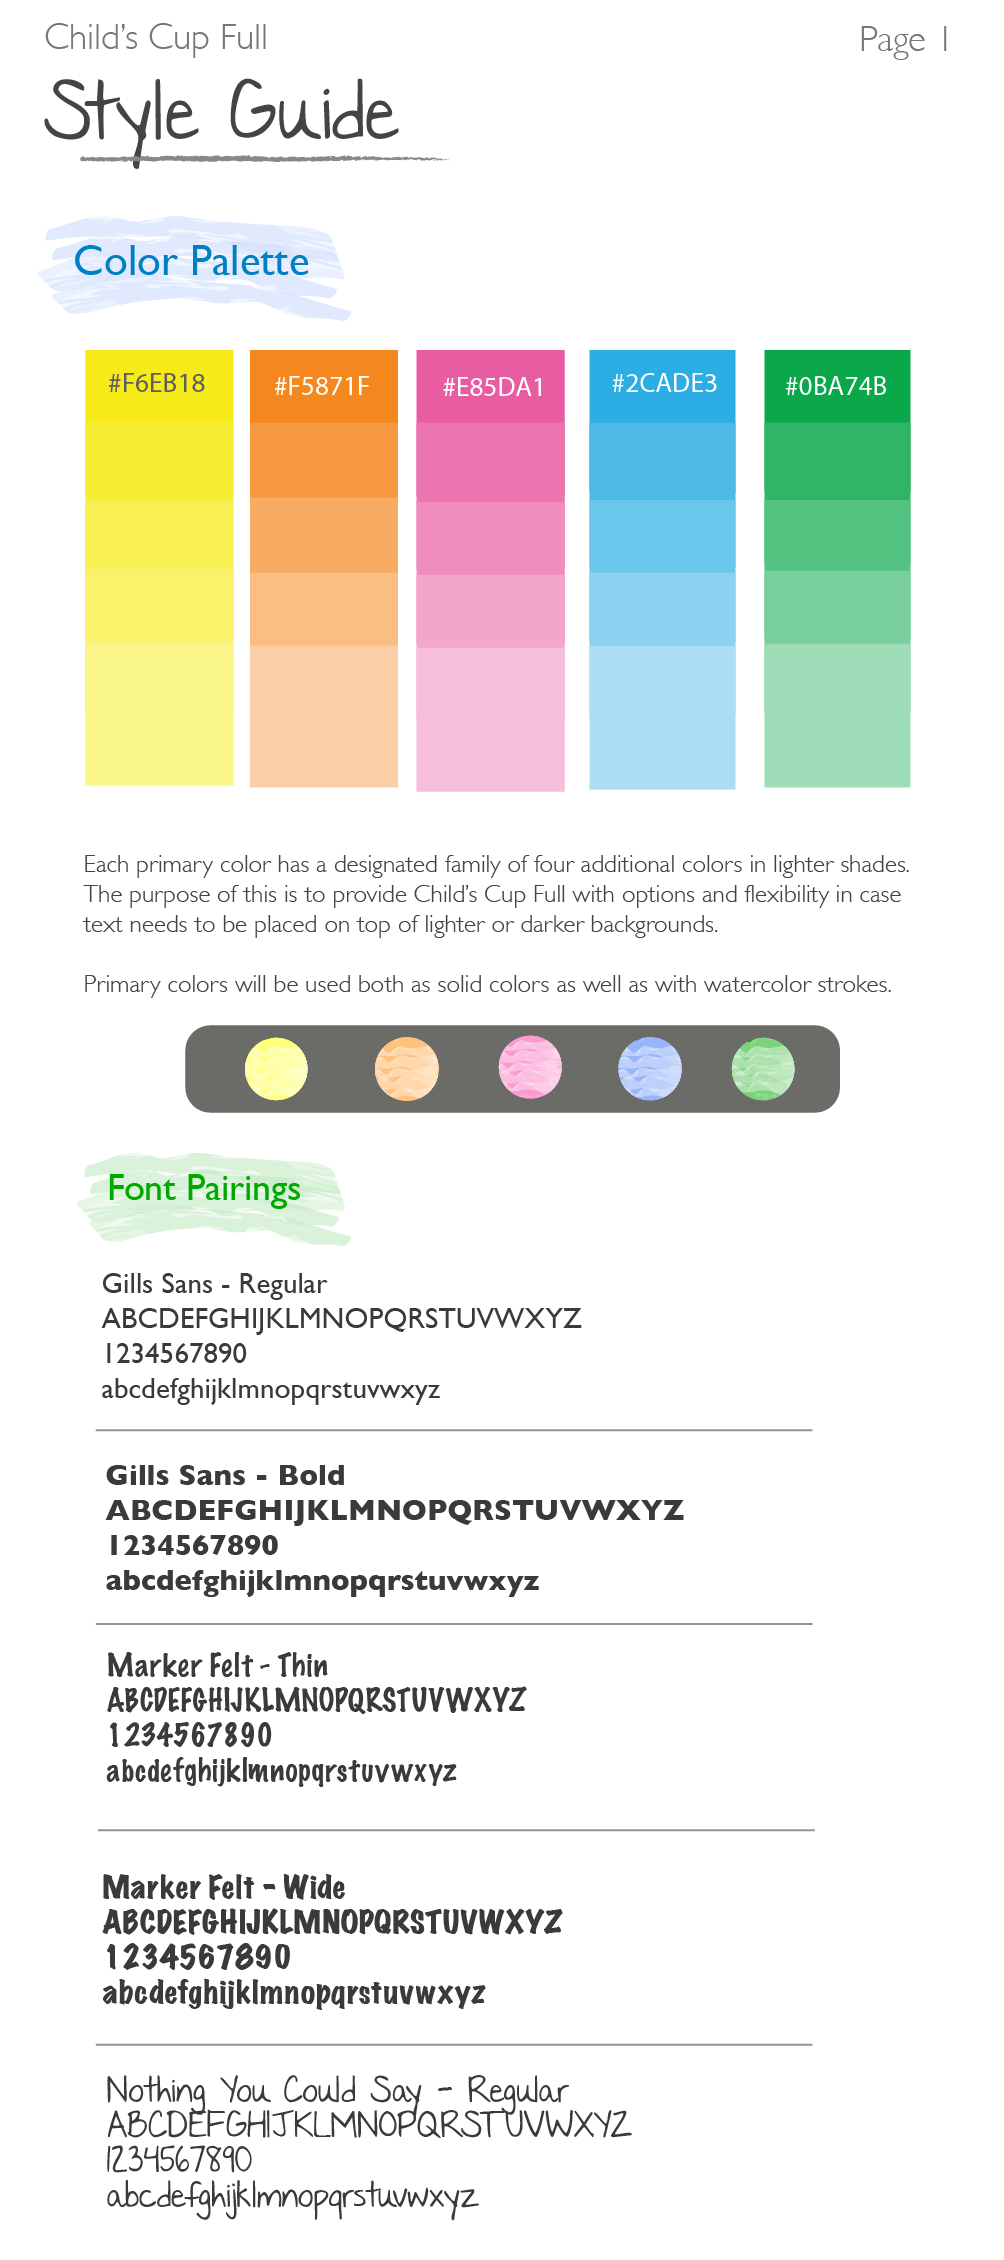 Child's Cup Full
Page 1
Style Guide
Color Palette
#F6EB18
#F5871F
#E85DA1
#2CADE3
#0BA74B
Each primary color has a designated family of four additional colors in lighter shades.
The purpose of this is to provide Child's Cup Full with options and flexibility in case
text needs to be placed on top of lighter or darker backgrounds.
Primary colors will be used both as solid colors as well as with watercolor strokes.
Font Pairings
Gills Sans - Regular
ABCDEFGHIJKLMNOPQRSTUVWXYZ
1234567890
abcdefghijklmnopqrstuvwxyz
Gills Sans - Bold
ABCDEFGHIJKLMNOPQRSTUVWXYZ
1234567890
abcdefghijklmnopqrstuvwxyz
Marker Felt - Thin
ABCDEFGHIJKLMNOPQRSTUVWXYZ
1234567890
abcdefghijklmnopqrstuvwxyz
Marker Felt - Wide
ABCDEFGHIJKLMNOPQRSTUVWXYZ
1234567890
abcdefghijklmnopqrstuvwxyz
Nothing You Could Say - Regular
ABCDEFGHIJKLMNOPQRSTUVWXYZ
1234567890
abcdefghijklmnopqrstuvwxyz